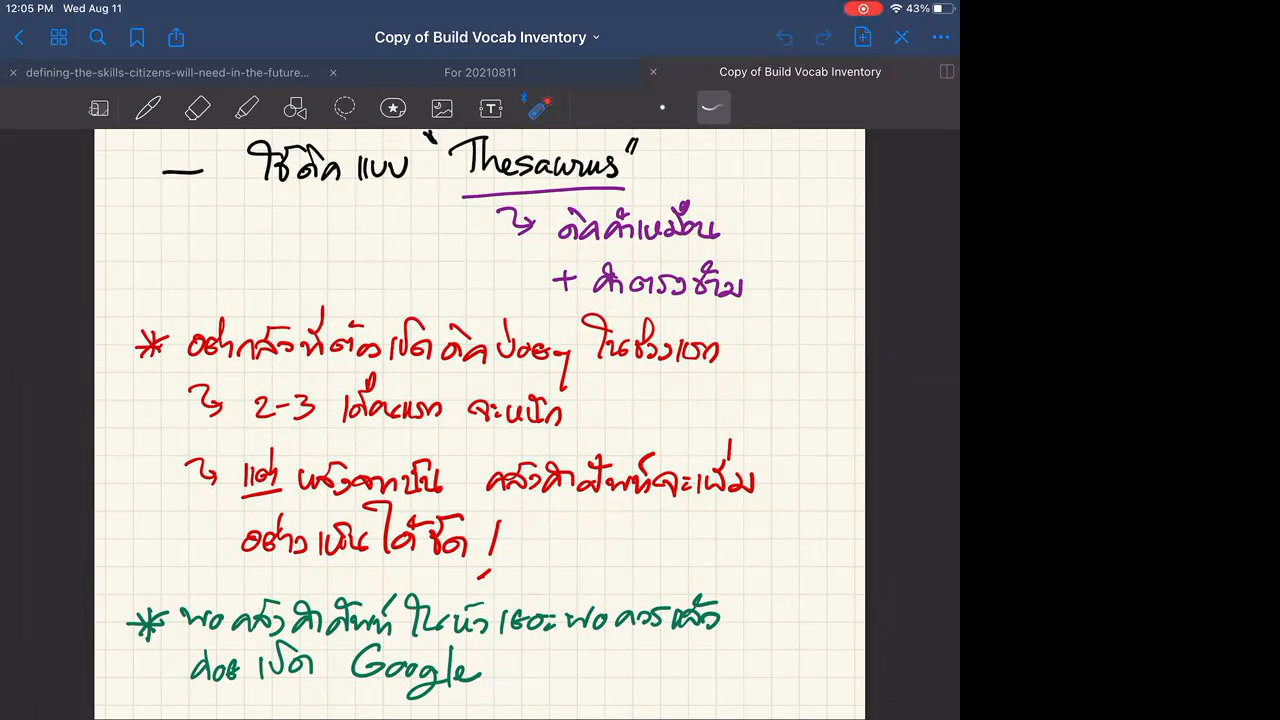 12:05 PM Wed Aug 11
43%
Copy of Build Vocab Inventory
defining-the-skills-citizens-will-need-in-the-future...
For 20210811
Copy of Build Vocab Inventory
— ใช้ดิค แบบ "Thesaurus"
↳ ดิคคำเหมือน
+ คำตรงข้าม
* อย่ากลัวที่ต้องเปิดดิคบ่อยๆ ในช่วงแรก
↳ 2-3 เดือนแรก จะหนัก
↳ แต่ หลังจากนั้น คลังคำศัพท์จะเพิ่ม
อย่างเห็นได้ชัด!
* พอคลังคำศัพท์ในหัวเยอะพอควรแล้ว
ค่อยเปิด Google